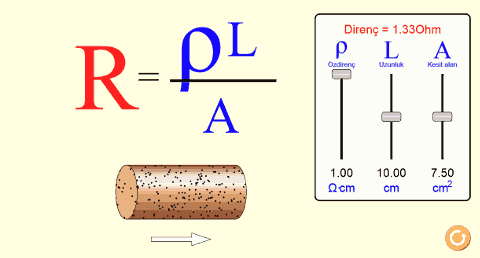 R = ρL
A
Direnç = 1.33Ohm
ρ L A
Özdirenç Uzunluk Kesit alan
1.00 10.00 7.50
Ω·cm cm cm²